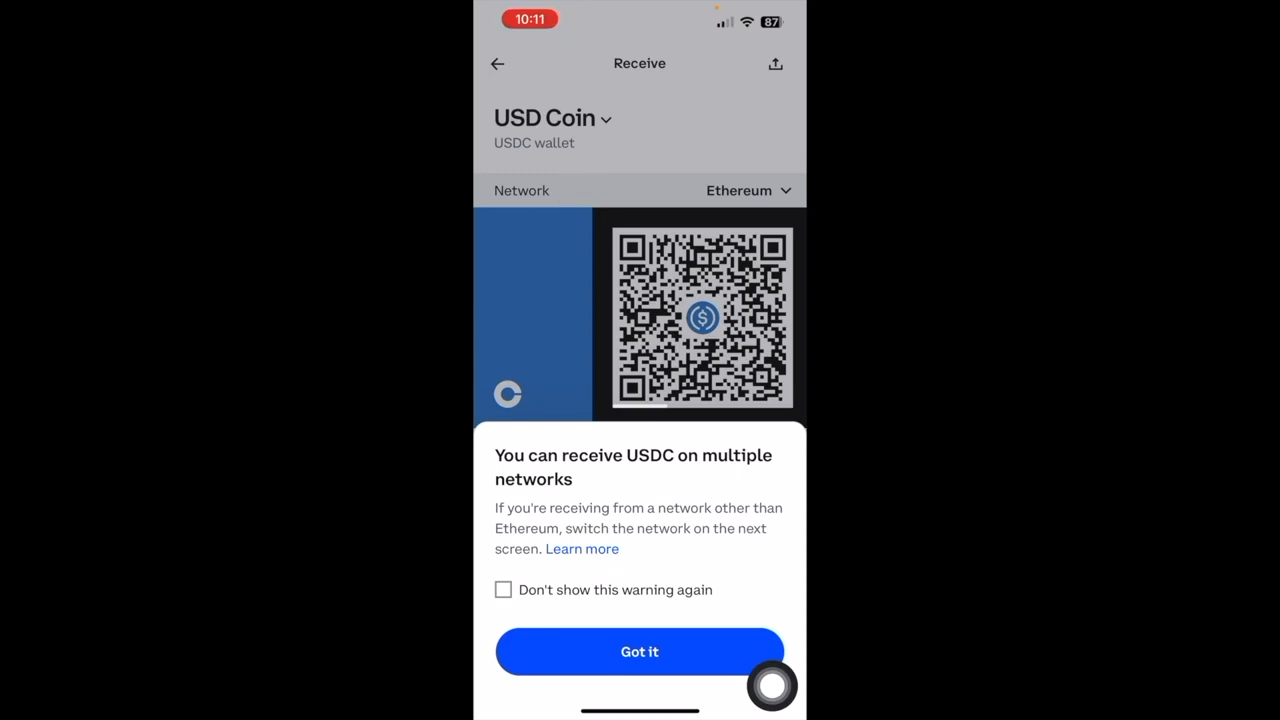 10:11
87
Receive
USD Coin
USDC wallet
Network
Ethereum
You can receive USDC on multiple
networks
If you're receiving from a network other than
Ethereum, switch the network on the next
screen. Learn more
Don't show this warning again
Got it